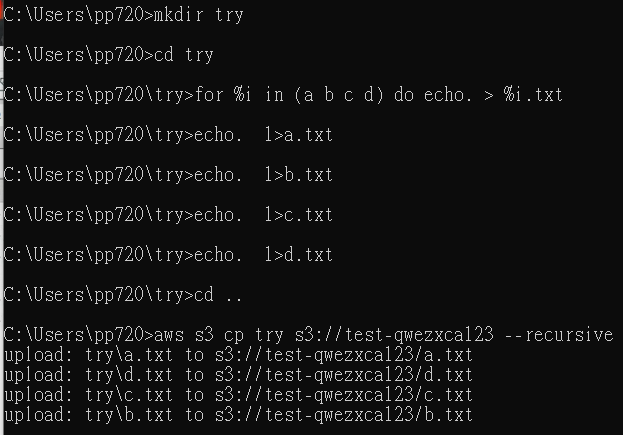 C:\Users\pp720>mkdir try
C:\Users\pp720>cd try
C:\Users\pp720\try>for %i in (a b c d) do echo. > %i.txt
C:\Users\pp720\try>echo.  1>a.txt
C:\Users\pp720\try>echo.  1>b.txt
C:\Users\pp720\try>echo.  1>c.txt
C:\Users\pp720\try>echo.  1>d.txt
C:\Users\pp720\try>cd ..
C:\Users\pp720>aws s3 cp try s3://test-qwezxca123 --recursive
upload: try\a.txt to s3://test-qwezxca123/a.txt
upload: try\d.txt to s3://test-qwezxca123/d.txt
upload: try\c.txt to s3://test-qwezxca123/c.txt
upload: try\b.txt to s3://test-qwezxca123/b.txt